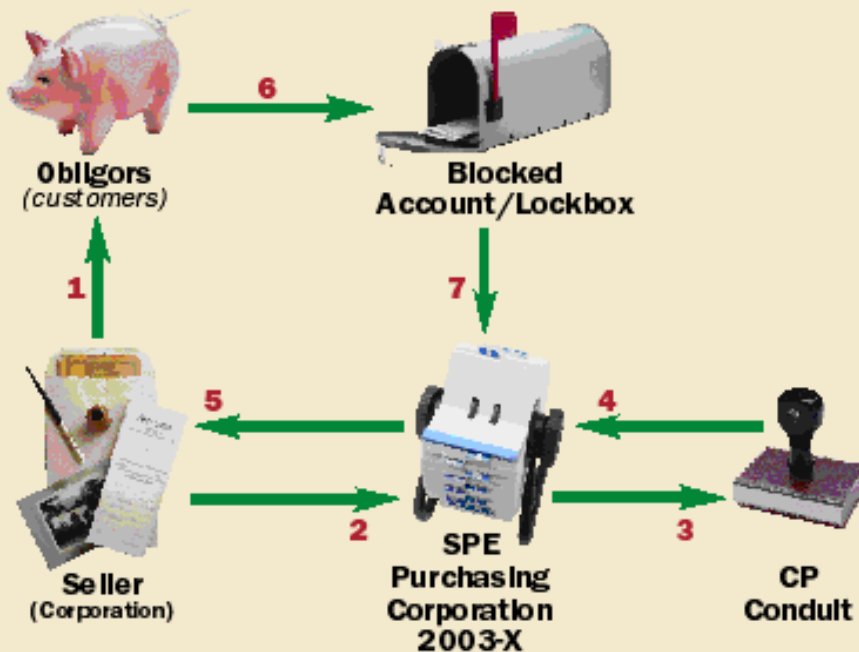 6
Obligors
(customers)
Blocked
Account/Lockbox
1
7
5
4
2
3
Seller
(Corporation)
SPE
Purchasing
Corporation
2003-X
CP
Conduit